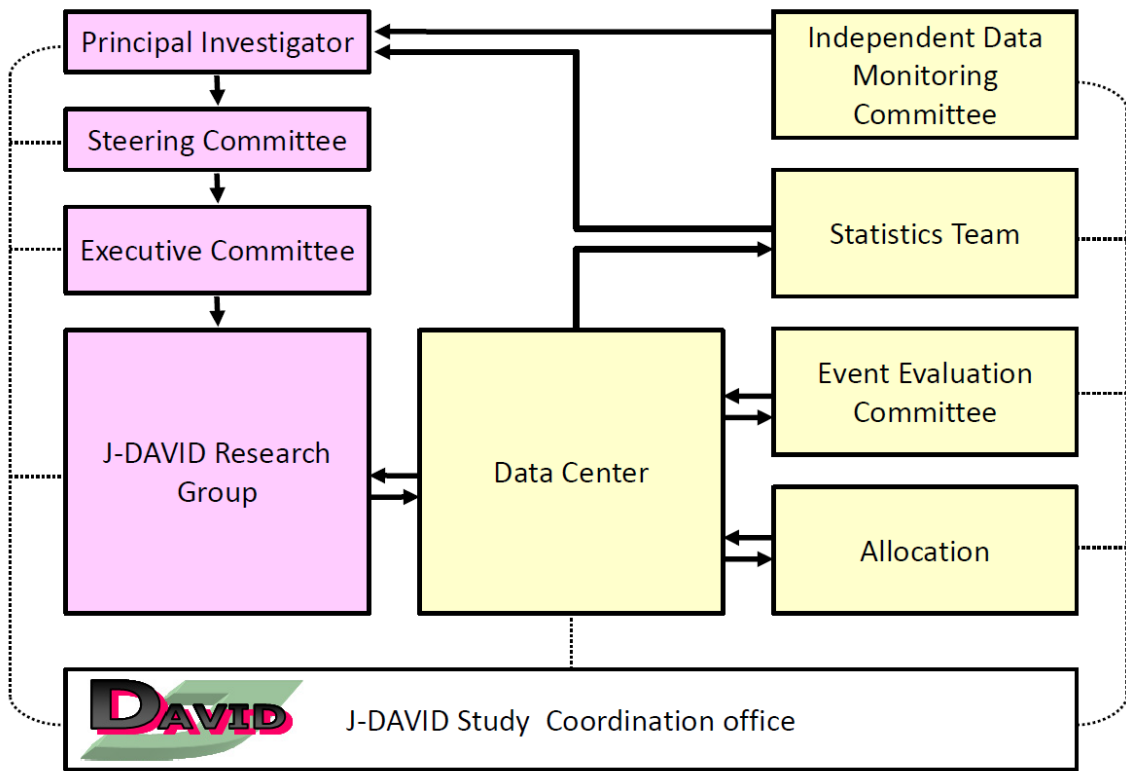 Principal Investigator
Independent Data
Monitoring
Committee
Steering Committee
Statistics Team
Executive Committee
Event Evaluation
Committee
J-DAVID Research
Group
Data Center
Allocation
DAVID
J-DAVID Study Coordination office